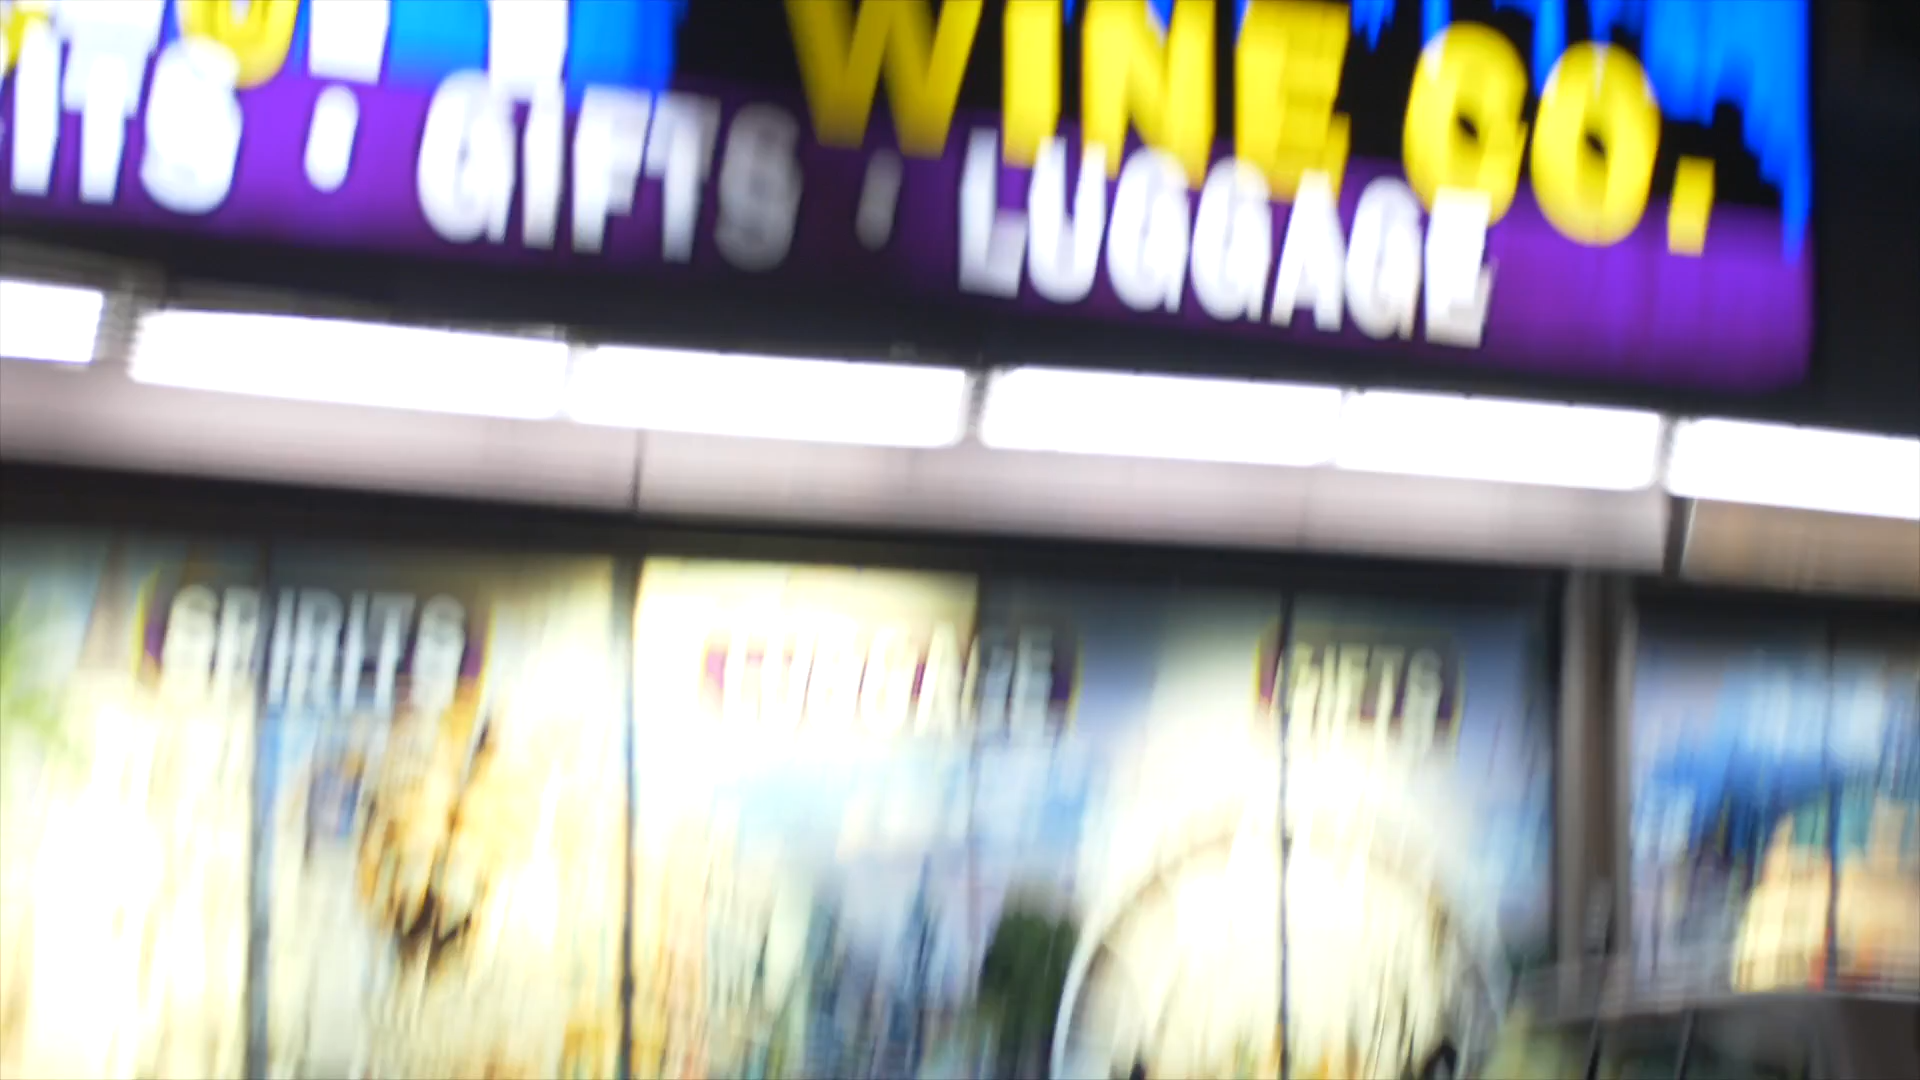 WINE CO.
GIFTS · LUGGAGE
SPIRITS
LUGGAGE
GIFTS